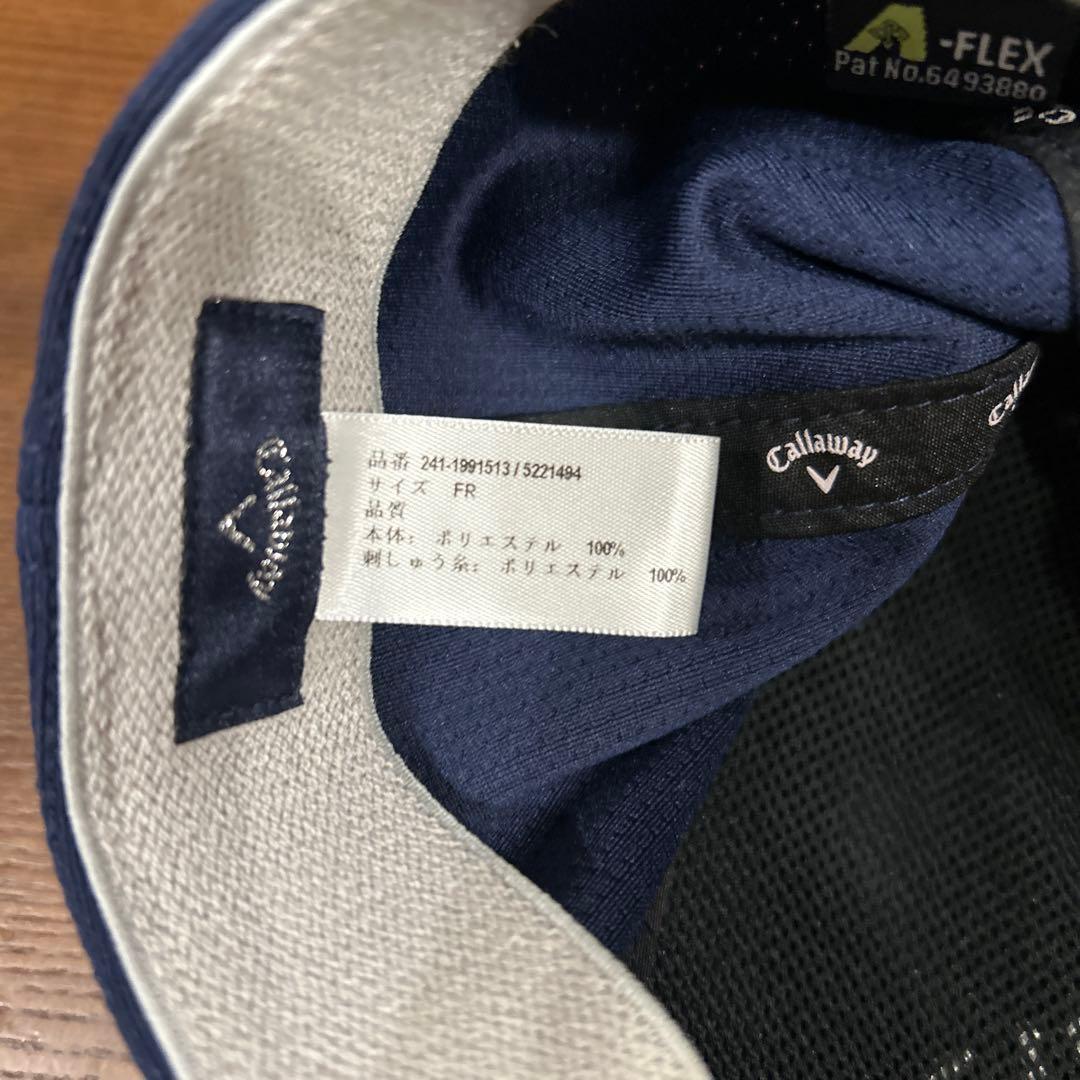 A-FLEX
Pat No.6493880
Callaway
Callaway
品番 241-1991513 / 5221494
サイズ FR
品質
本体: ポリエステル 100%
刺しゅう糸: ポリエステル 100%